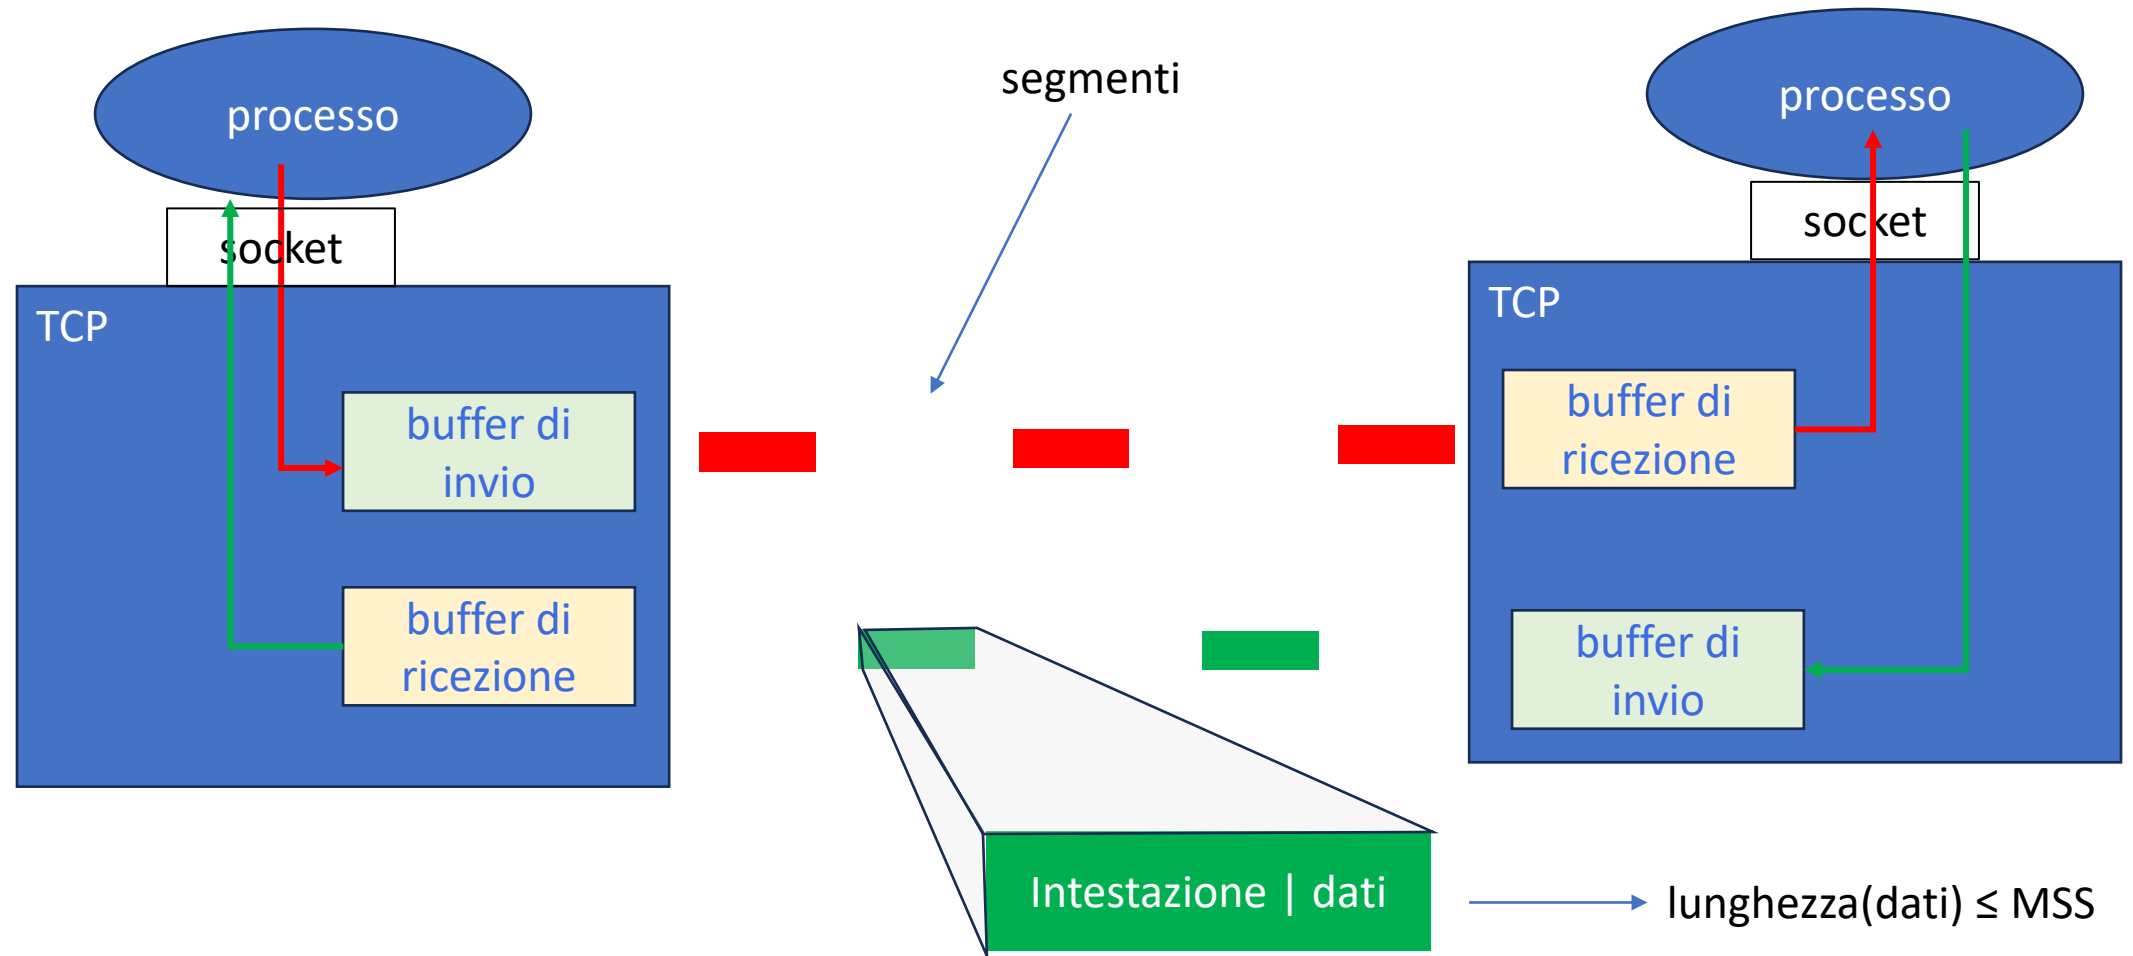 processo
socket
TCP
buffer di
invio
buffer di
ricezione
segmenti
processo
socket
TCP
buffer di
ricezione
buffer di
invio
Intestazione | dati
lunghezza(dati) ≤ MSS